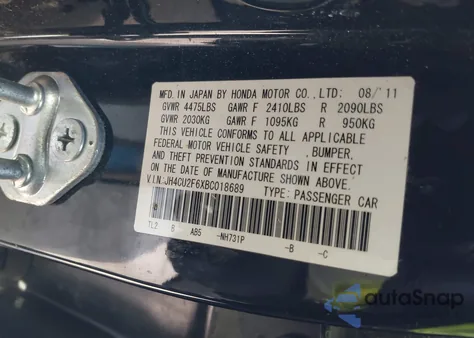 MFD. IN JAPAN BY HONDA MOTOR CO., LTD: 08/'11
GVWR 4475LBS GAWR F 2410LBS R 2090LBS
GVWR 2030KG GAWR F 1095KG R 950KG
THIS VEHICLE CONFORMS TO ALL APPLICABLE
FEDERAL MOTOR VEHICLE SAFETY , BUMPER,
AND THEFT PREVENTION STANDARDS IN EFFECT
ON THE DATE OF MANUFACTURE SHOWN ABOVE.
V I N : JH4CU2F6XBC018689 TYPE: PASSENGER CAR
TL2 B AB5 -NH731P -B -C
autoSnap